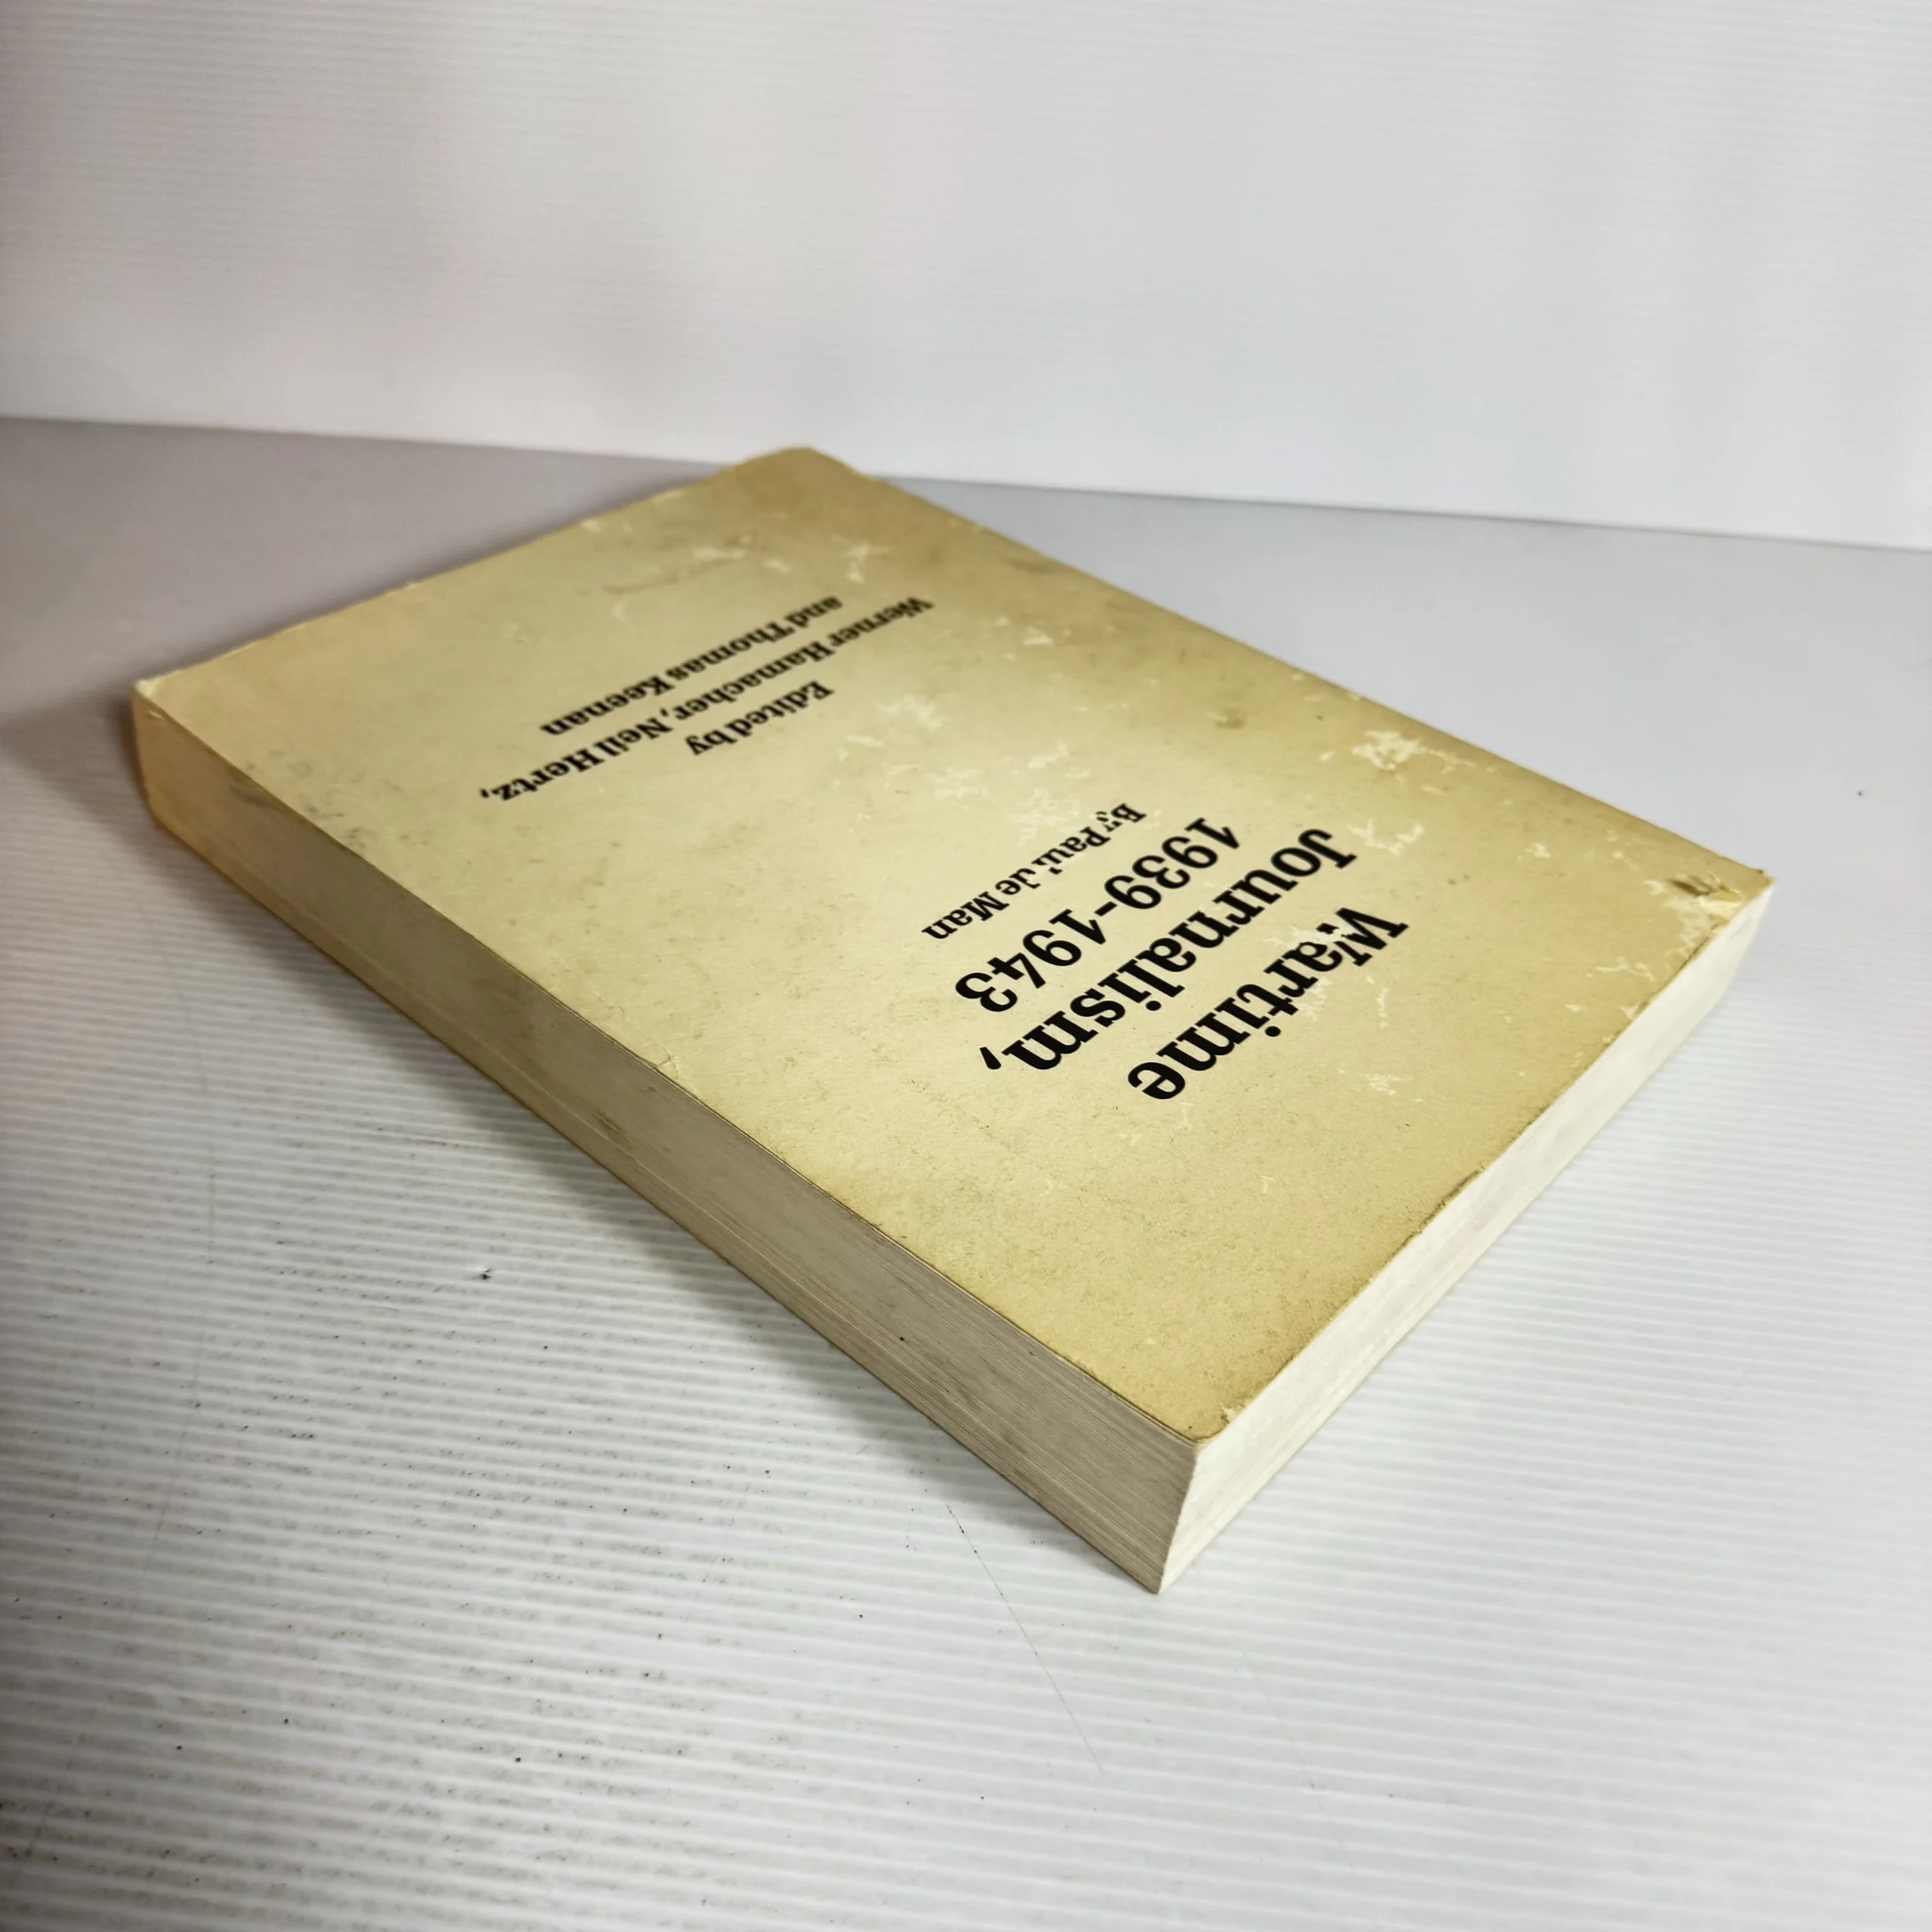 Wartime
Journalism,
1939-1943
By Paul de Man
Edited by
Werner Hamacher, Neil Hertz,
and Thomas Keenan